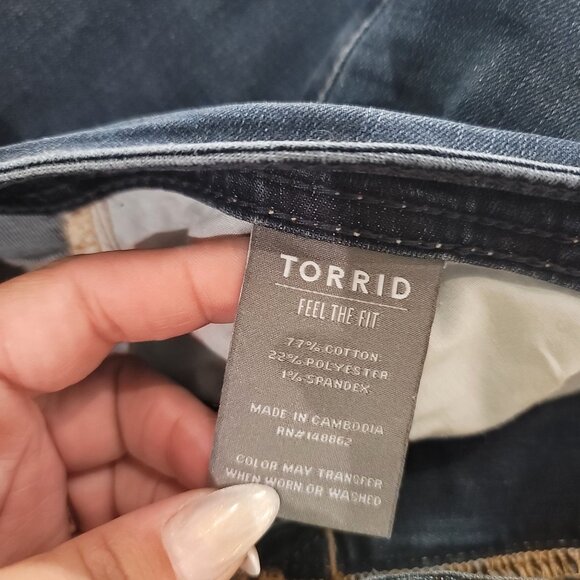 TORRID
FEEL THE FIT
77% COTTON
22% POLYESTER
1% SPANDEX
MADE IN CAMBODIA
RN#148862
COLOR MAY TRANSFER
WHEN WORN OR WASHED